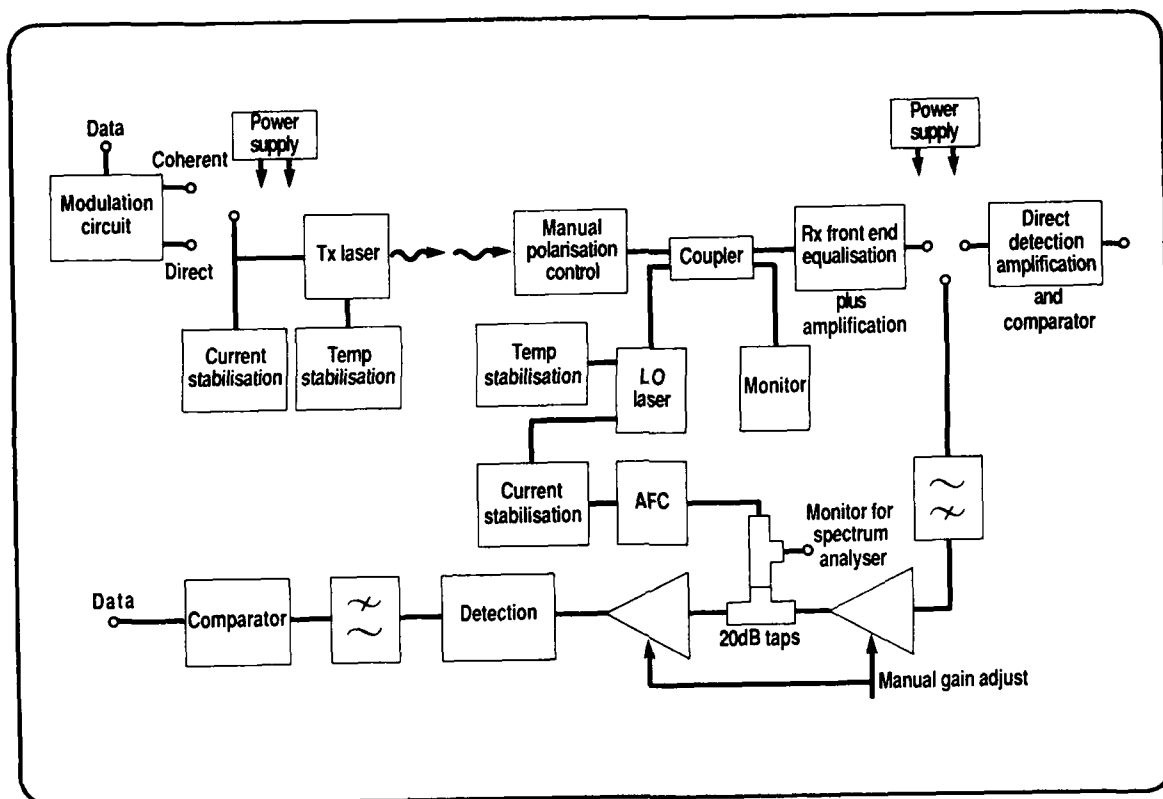 Data
Coherent
Power
supply
Power
supply
Modulation
circuit
Direct
Tx laser
Manual
polarisation
control
Coupler
Rx front end
equalisation
plus
amplification
Direct
detection
amplification
and
comparator
Current
stabilisation
Temp
stabilisation
Temp
stabilisation
LO
laser
Monitor
Current
stabilisation
AFC
Monitor for
spectrum
analyser
Data
Comparator
Detection
20dB taps
Manual gain adjust